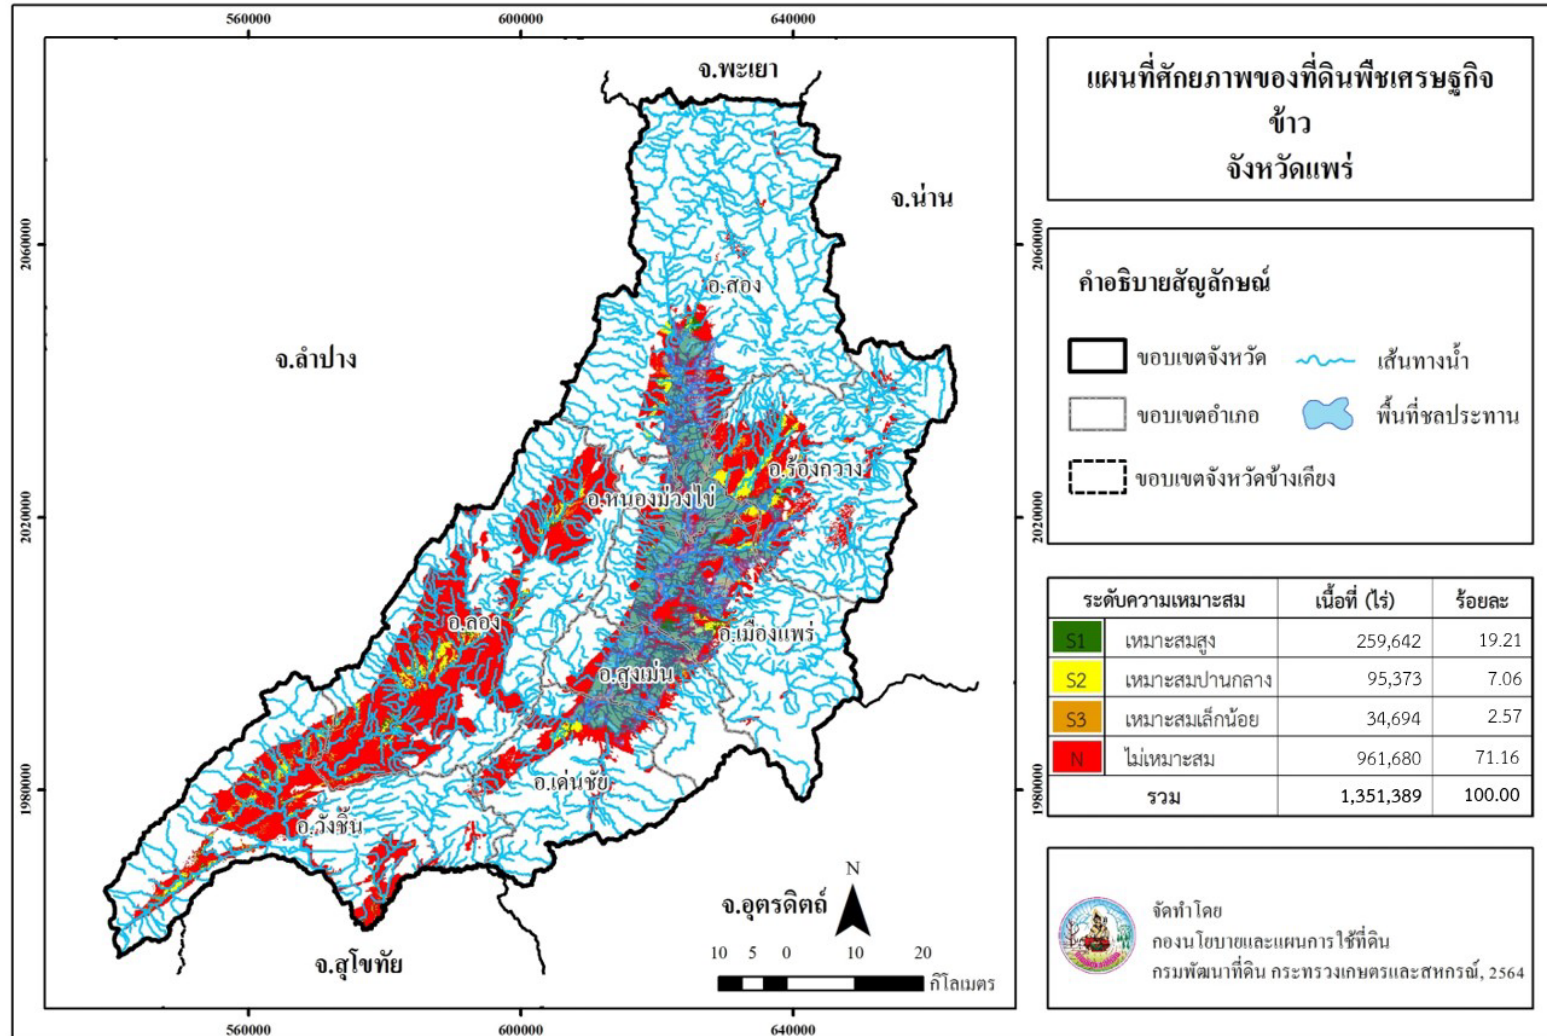 560000 600000 640000
จ.พะเยา
จ.น่าน
จ.ลำปาง
2060000 2060000
อ.สอง
อ.ร้องกวาง
อ.หนองม่วงไข่
2020000 2020000
อ.ลอง
อ.เมืองแพร่
อ.สูงเม่น
1980000 1980000
อ.เด่นชัย
อ.วังชิ้น
N
จ.อุตรดิตถ์
จ.สุโขทัย
10 5 0 10 20
กิโลเมตร
560000 600000 640000
แผนที่ศักยภาพของที่ดินพืชเศรษฐกิจ
ข้าว
จังหวัดแพร่
คำอธิบายสัญลักษณ์
ขอบเขตจังหวัด เส้นทางน้ำ
ขอบเขตอำเภอ พื้นที่ชลประทาน
ขอบเขตจังหวัดข้างเคียง
ระดับความเหมาะสม เนื้อที่ (ไร่) ร้อยละ
S1 เหมาะสมสูง 259,642 19.21
S2 เหมาะสมปานกลาง 95,373 7.06
S3 เหมาะสมเล็กน้อย 34,694 2.57
N ไม่เหมาะสม 961,680 71.16
รวม 1,351,389 100.00
จัดทำโดย
กองนโยบายและแผนการใช้ที่ดิน
กรมพัฒนาที่ดิน กระทรวงเกษตรและสหกรณ์, 2564